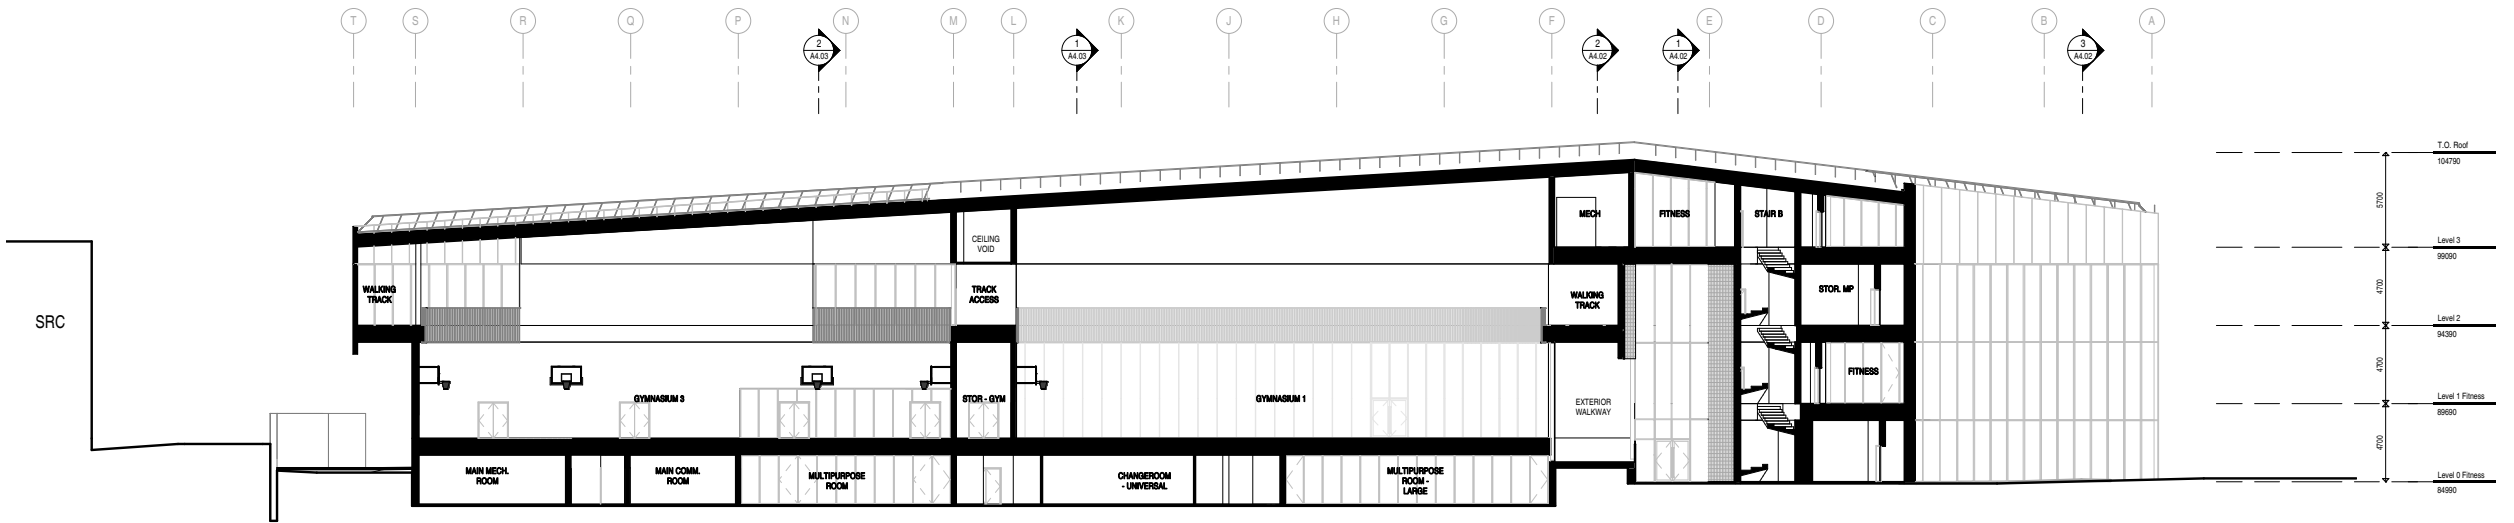 T S R Q P N M L K J H G F E D C B A
2
A4.03
1
A4.03
2
A4.02
1
A4.02
3
A4.02
T.O. Roof
104790
5700
MECH
FITNESS
STAIR B
CEILING
VOID
Level 3
99090
WALKING
TRACK
TRACK
ACCESS
WALKING
TRACK
STOR. MP
4700
SRC
Level 2
94390
4700
FITNESS
GYMNASIUM 3
STOR - GYM
GYMNASIUM 1
EXTERIOR
WALKWAY
Level 1 Fitness
89690
4700
MAIN MECH.
ROOM
MAIN COMM.
ROOM
MULTIPURPOSE
ROOM
CHANGEROOM
- UNIVERSAL
MULTIPURPOSE
ROOM -
LARGE
Level 0 Fitness
84990